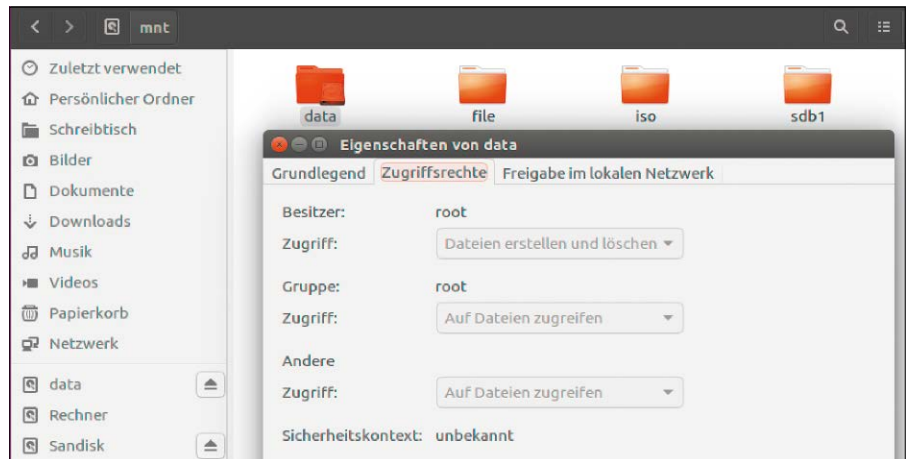 mnt
Zuletzt verwendet
Persönlicher Ordner
Schreibtisch
Bilder
Dokumente
Downloads
Musik
Videos
Papierkorb
Netzwerk
data
Rechner
Sandisk
data file iso sdb1
Eigenschaften von data
Grundlegend Zugriffsrechte Freigabe im lokalen Netzwerk
Besitzer: root
Zugriff: Dateien erstellen und löschen
Gruppe: root
Zugriff: Auf Dateien zugreifen
Andere
Zugriff: Auf Dateien zugreifen
Sicherheitskontext: unbekannt